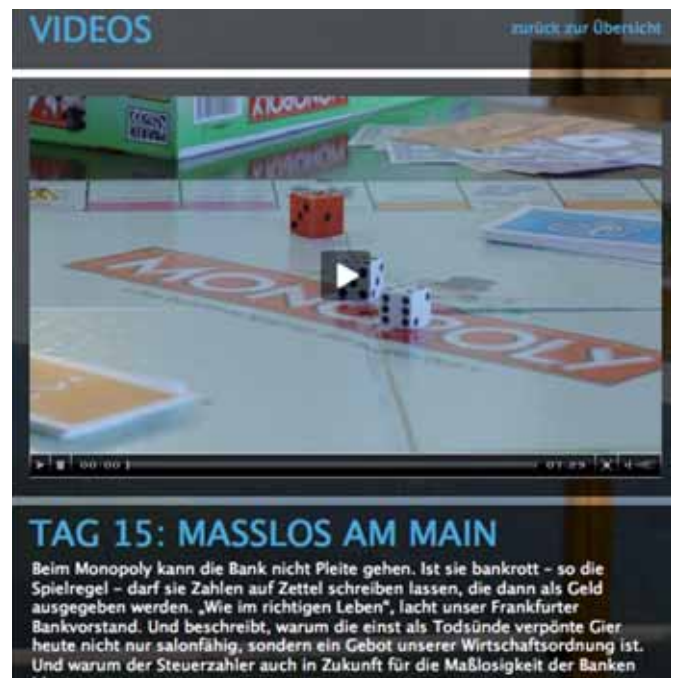 VIDEOS
zurück zur Übersicht
MONOPOLY
MONOPOLY
00:00
TAG 15: MASSLOS AM MAIN
Beim Monopoly kann die Bank nicht Pleite gehen. Ist sie bankrott – so die
Spielregel – darf sie Zahlen auf Zettel schreiben lassen, die dann als Geld
ausgegeben werden. „Wie im richtigen Leben“, lacht unser Frankfurter
Bankvorstand. Und beschreibt, warum die einst als Todsünde verpönte Gier
heute nicht nur salonfähig, sondern ein Gebot unserer Wirtschaftsordnung ist.
Und warum der Steuerzahler auch in Zukunft für die Maßlosigkeit der Banken